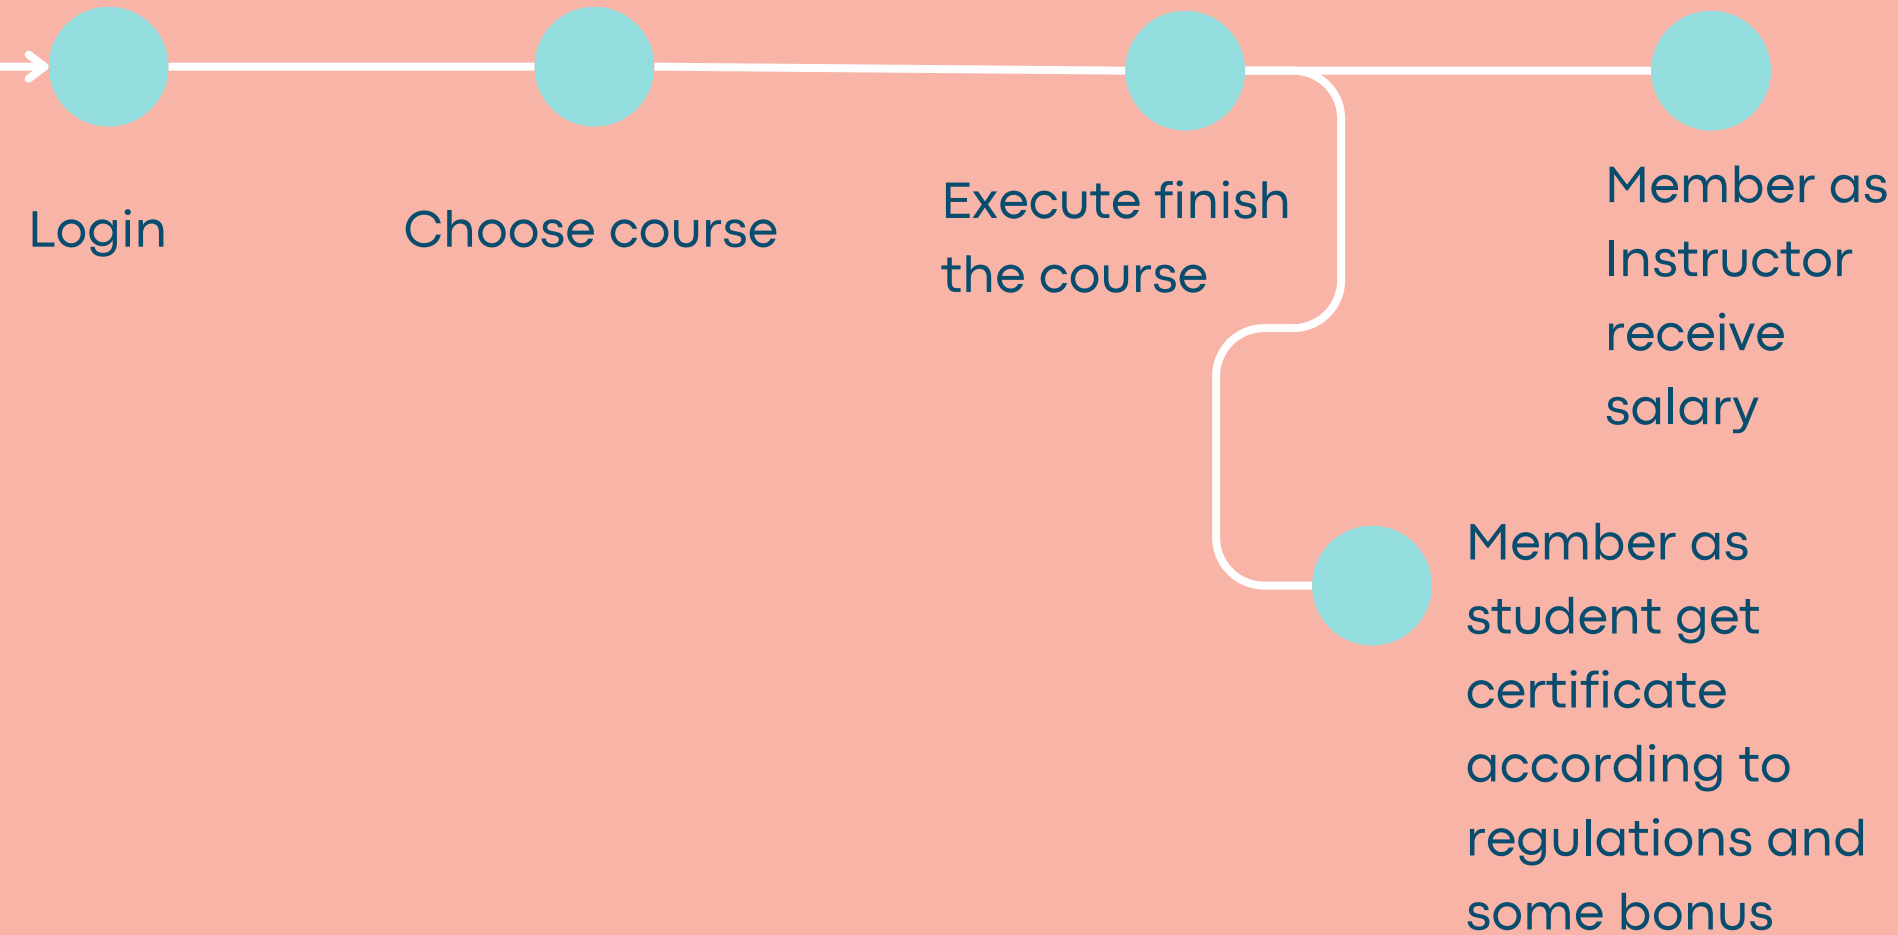 Login
Choose course
Execute finish
the course
Member as
Instructor
receive
salary
Member as
student get
certificate
according to
regulations and
some bonus